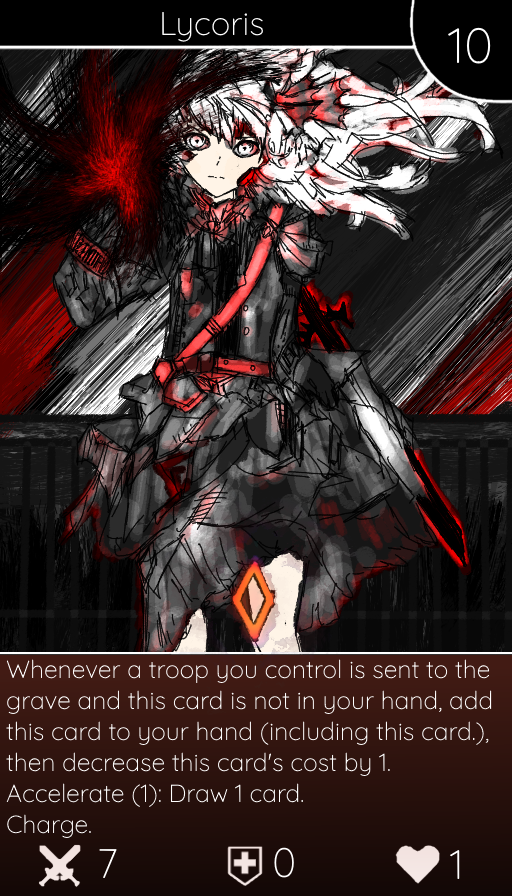 Lycoris
10
Whenever a troop you control is sent to the
grave and this card is not in your hand, add
this card to your hand (including this card.),
then decrease this card's cost by 1.
Accelerate (1): Draw 1 card.
Charge.
7 0 1